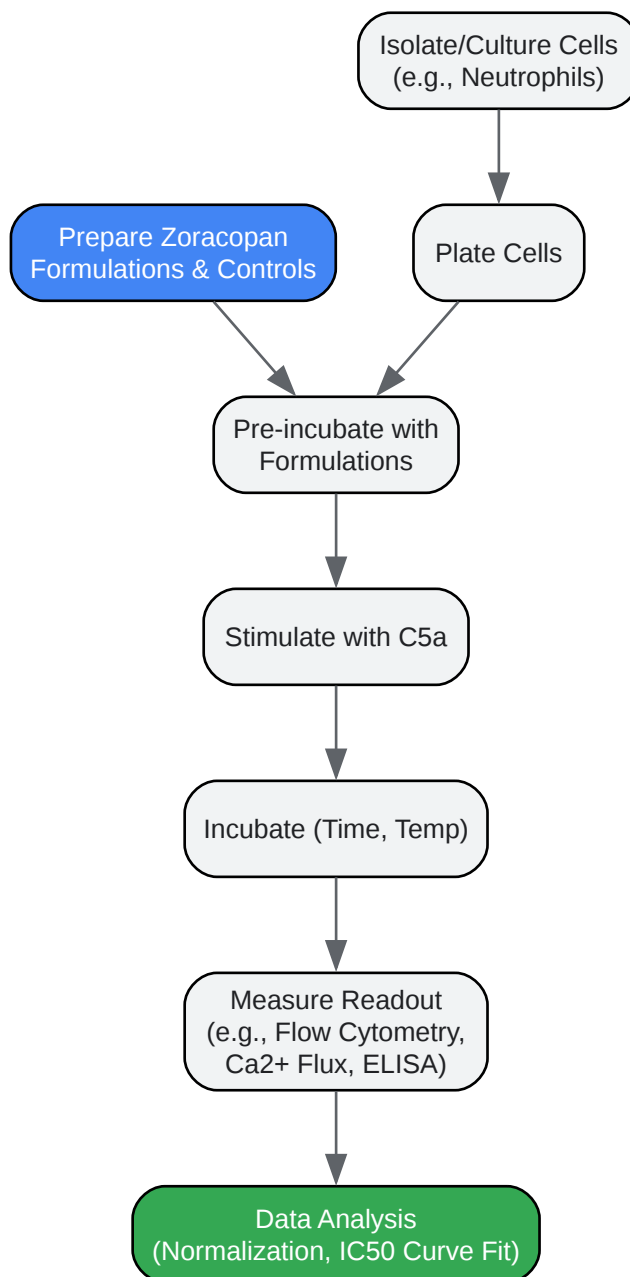 Isolate/Culture Cells
(e.g., Neutrophils)
Prepare Zoracopan
Formulations & Controls
Plate Cells
Pre-incubate with
Formulations
Stimulate with C5a
Incubate (Time, Temp)
Measure Readout
(e.g., Flow Cytometry,
Ca2+ Flux, ELISA)
Data Analysis
(Normalization, IC50 Curve Fit)